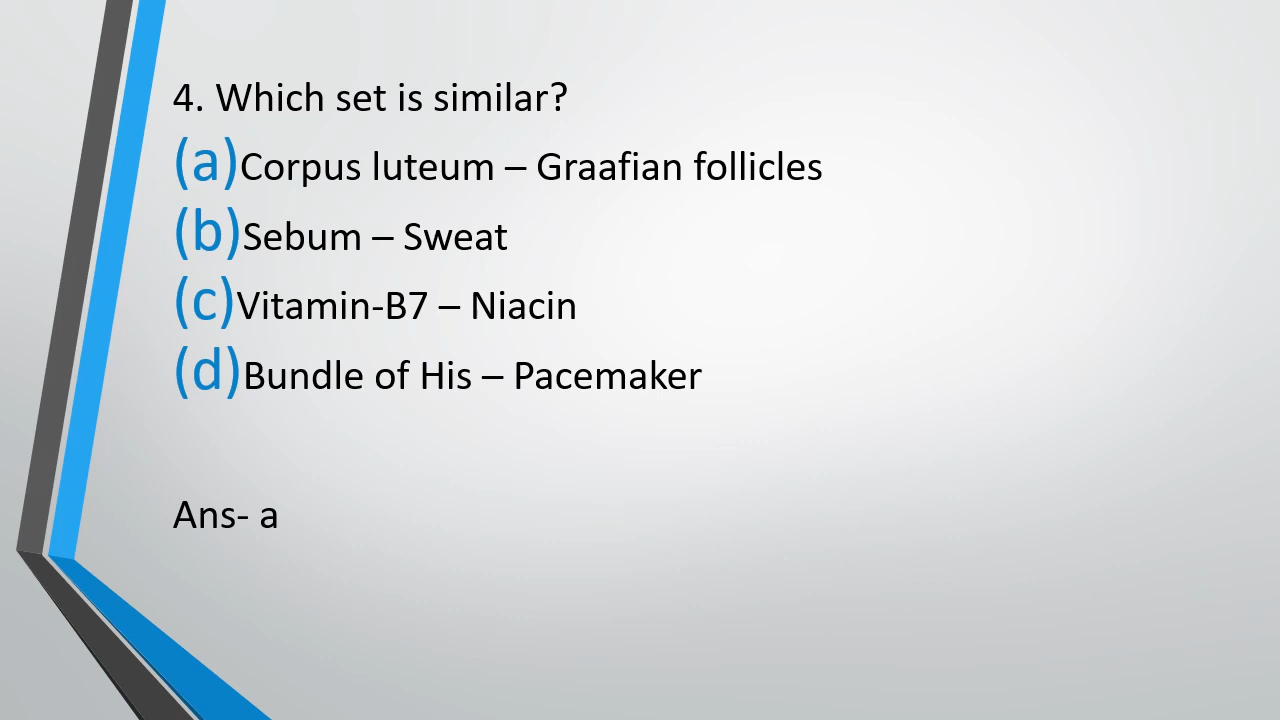 4. Which set is similar?
(a)Corpus luteum – Graafian follicles
(b)Sebum – Sweat
(c)Vitamin-B7 – Niacin
(d)Bundle of His – Pacemaker
Ans- a